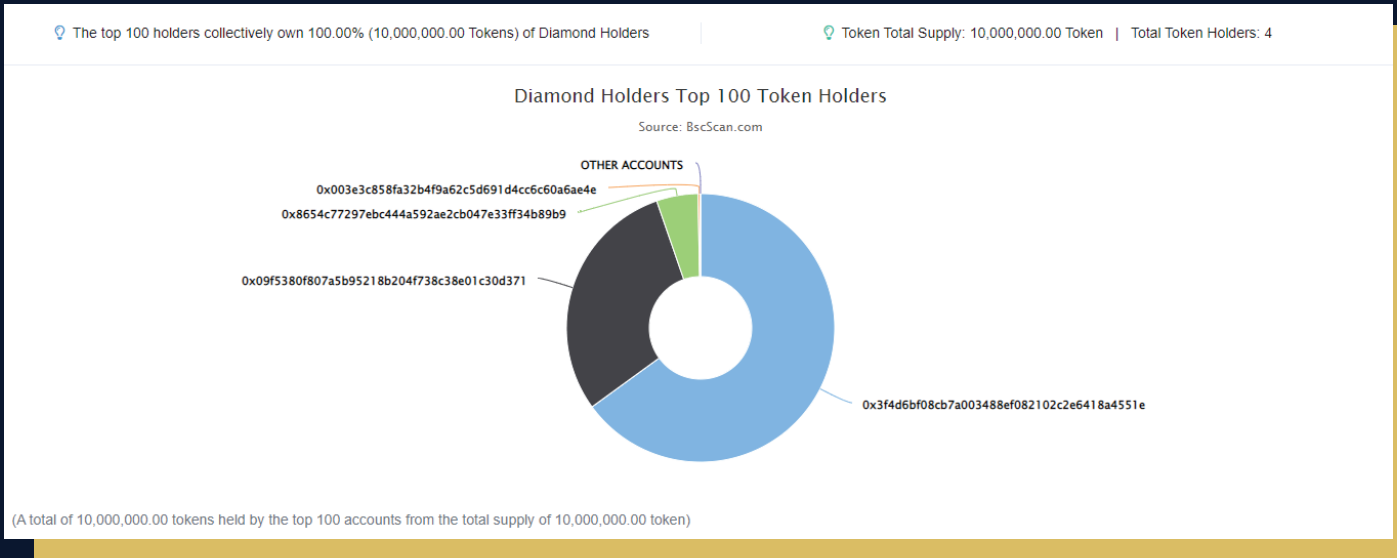 The top 100 holders collectively own 100.00% (10,000,000.00 Tokens) of Diamond Holders
Token Total Supply: 10,000,000.00 Token | Total Token Holders: 4
Diamond Holders Top 100 Token Holders
Source: BscScan.com
OTHER ACCOUNTS
0x003e3c858fa32b4f9a62c5d691d4cc6c60a6ae4e
0x8654c77297ebc444a592ae2cb047e33ff34b89b9
0x09f5380f807a5b95218b204f738c38e01c30d371
0x3f4d6bf08cb7a003488ef082102c2e6418a4551e
(A total of 10,000,000.00 tokens held by the top 100 accounts from the total supply of 10,000,000.00 token)